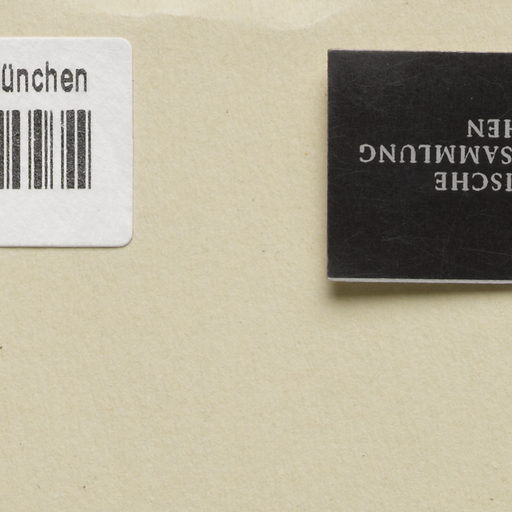 ünchen
ISCHE
SAMMLUNG
HEN